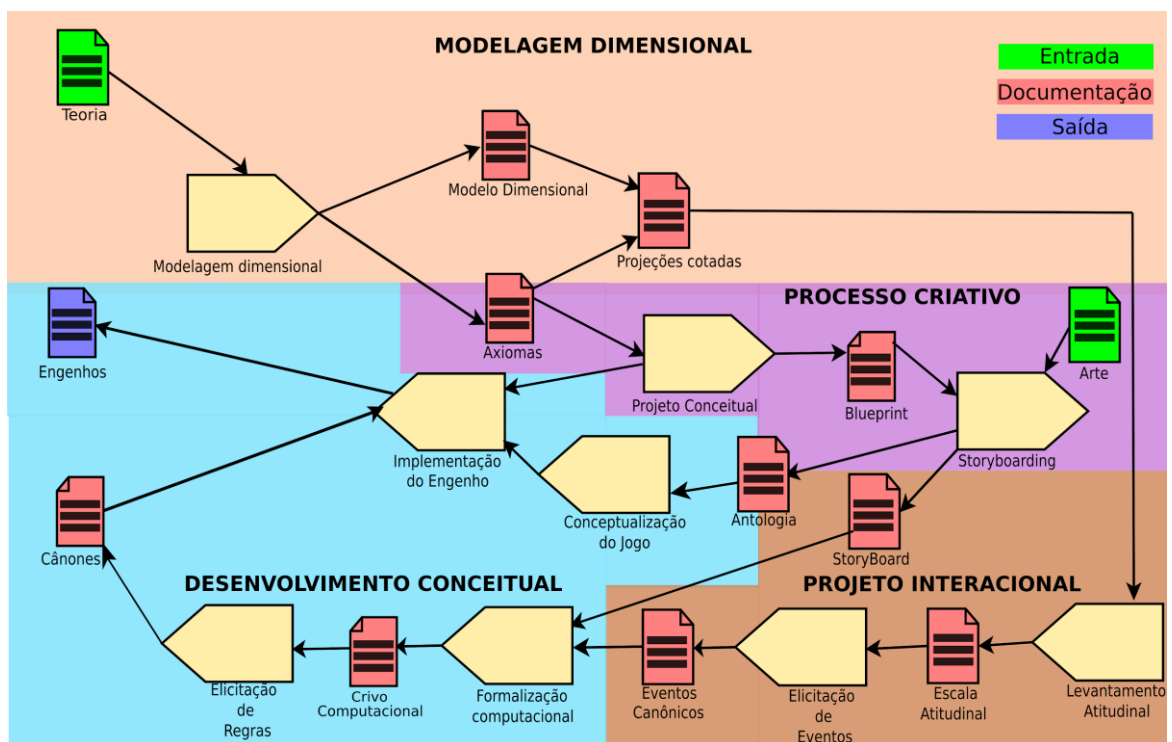 MODELAGEM DIMENSIONAL
Entrada
Documentação
Saída
Teoria
Modelo Dimensional
Modelagem dimensional
Projeções cotadas
PROCESSO CRIATIVO
Engenhos
Axiomas
Arte
Projeto Conceitual
Blueprint
Implementação
do Engenho
Storyboarding
Conceptualização
do Jogo
Antologia
StoryBoard
Cânones
DESENVOLVIMENTO CONCEITUAL
PROJETO INTERACIONAL
Elicitação
de
Regras
Crivo
Computacional
Formalização
computacional
Eventos
Canônicos
Elicitação
de
Eventos
Escala
Atitudinal
Levantamento
Atitudinal